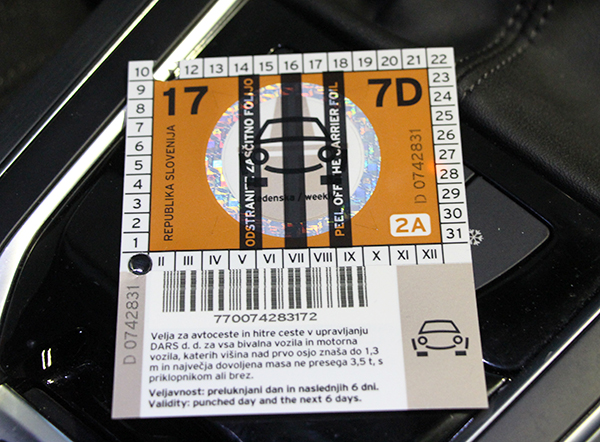 10 12 13 14 15 16 17 18 19 20 21 22
9
8
7
6
5
4
3
2
1
17 7D
REPUBLIKA SLOVENIJA
ODSTRANITE ZAŠČITNO FOLIJO
PEEL OFF THE CARRIER FOIL
edenska / weekly
D 0742831
2A
23
24
25
26
27
28
29
30
31
II III IV V VI VII VIII IX X XI XII
D 0742831
770074283172
Velja za avtoceste in hitre ceste v upravljanju
DARS d. d. za vsa bivalna vozila in motorna
vozila, katerih višina nad prvo osjo znaša do 1,3
m in največja dovoljena masa ne presega 3,5 t, s
priklopnikom ali brez.
Veljavnost: preluknjani dan in naslednjih 6 dni.
Validity: punched day and the next 6 days.